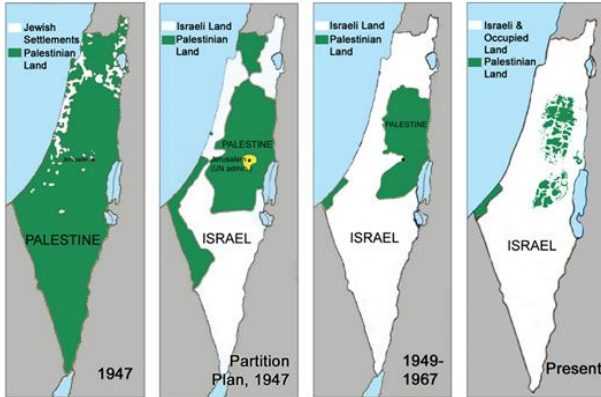 Jewish
Settlements
Palestinian
Land
Jerusalem
PALESTINE
1947
Israeli Land
Palestinian
Land
PALESTINE
Jerusalem
(UN admin)
ISRAEL
Partition
Plan, 1947
Israeli Land
Palestinian
Land
PALESTINE
ISRAEL
1949-
1967
Israeli &
Occupied
Land
Palestinian
Land
ISRAEL
Present